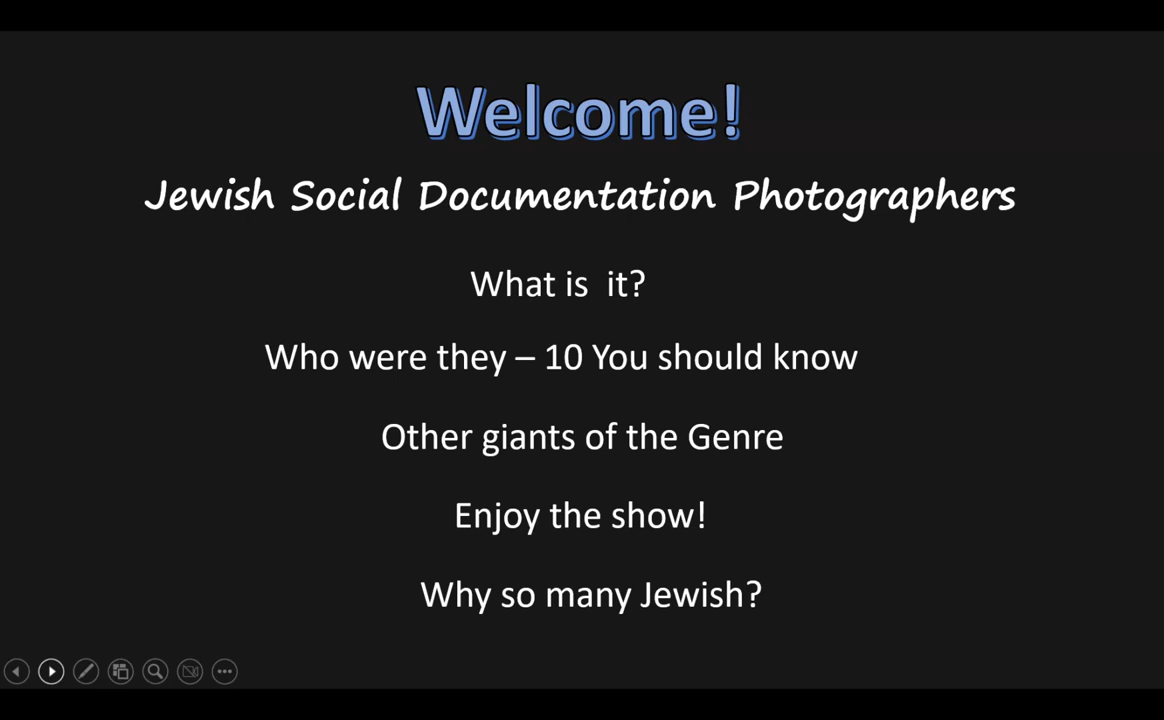 Welcome!
Jewish Social Documentation Photographers
What is it?
Who were they – 10 You should know
Other giants of the Genre
Enjoy the show!
Why so many Jewish?